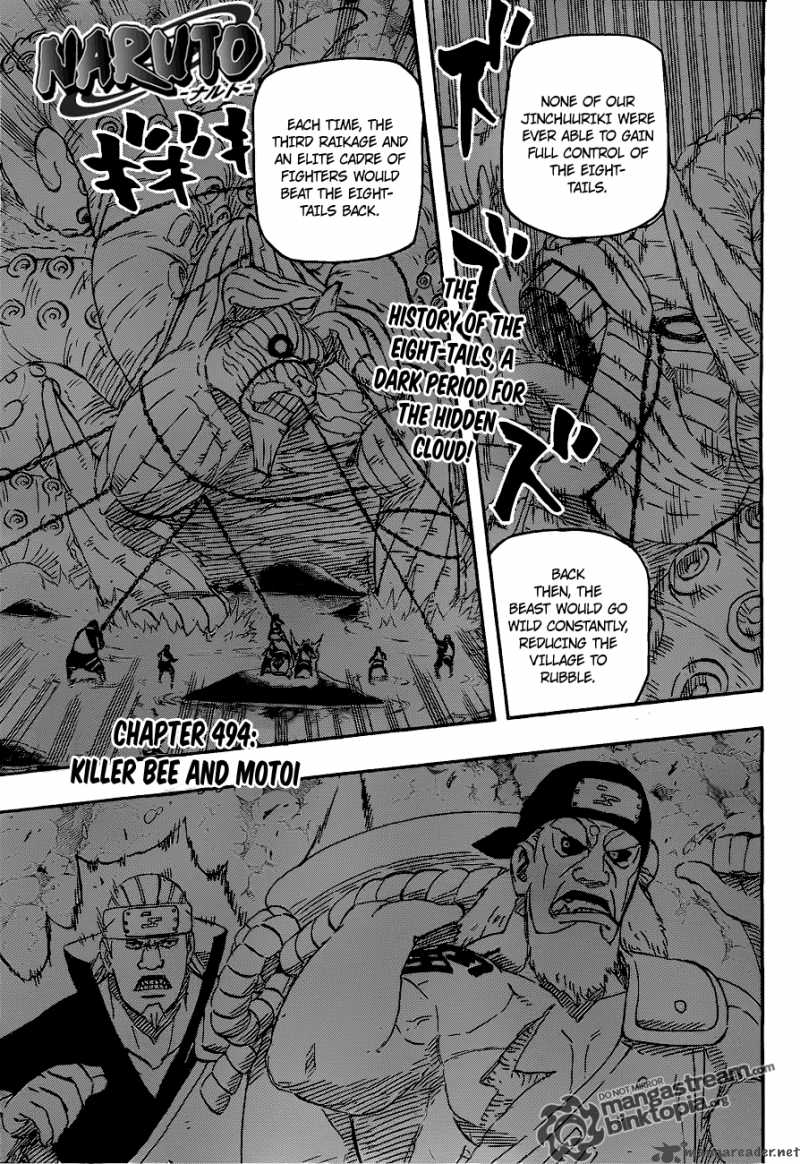 NARUTO
-ナルト-
ズ
NONE OF OUR
JINCHUURIKI WERE
EVER ABLE TO GAIN
FULL CONTROL OF
THE EIGHT-
TAILS.
ズ
ズ
BACK
THEN, THE
BEAST WOULD GO
WILD CONSTANTLY,
REDUCING THE
VILLAGE TO
RUBBLE.
EACH TIME, THE
THIRD RAIKAGE AND
AN ELITE CADRE OF
FIGHTERS WOULD
BEAT THE EIGHT-
TAILS BACK.
ギギギ
THE
HISTORY OF THE
EIGHT-TAILS, A
DARK PERIOD FOR
THE HIDDEN
CLOUD!
CHAPTER 494:
KILLER BEE AND MOTOI
DO NOT MIRROR
mangastream.com
binktopia.org
mangareader.net